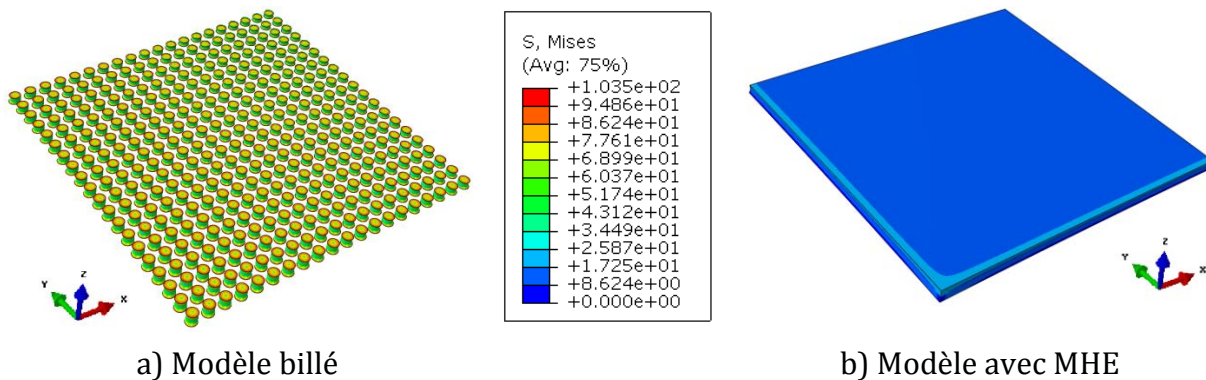 S, Mises
(Avg: 75%)
+1.035e+02
+9.486e+01
+8.624e+01
+7.761e+01
+6.899e+01
+6.037e+01
+5.174e+01
+4.312e+01
+3.449e+01
+2.587e+01
+1.725e+01
+8.624e+00
+0.000e+00
Y Z X
Y Z X
a) Modèle billé
b) Modèle avec MHE